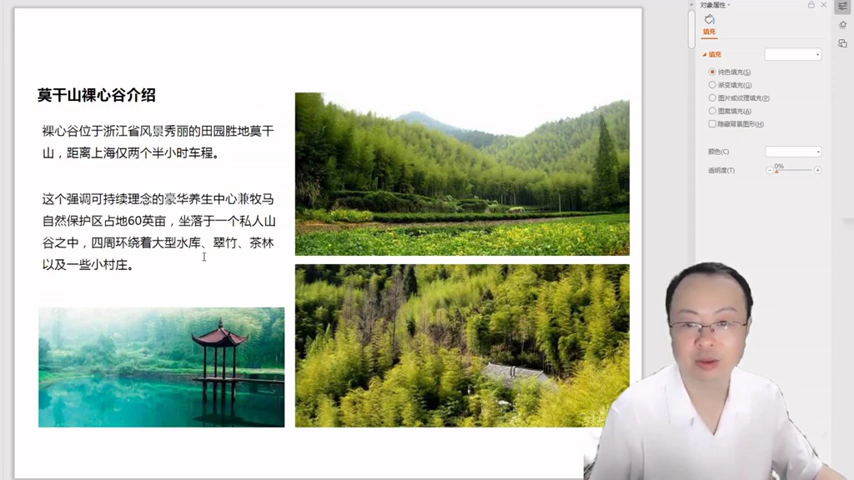 莫干山裸心谷介绍
裸心谷位于浙江省风景秀丽的田园胜地莫干
山，距离上海仅两个半小时车程。
这个强调可持续理念的豪华养生中心兼牧马
自然保护区占地60英亩，坐落于一个私人山
谷之中，四周环绕着大型水库、翠竹、茶林
以及一些小村庄。
对象属性
填充
填充
纯色填充(S)
渐变填充(G)
图片或纹理填充(P)
图案填充(A)
隐藏背景图形(H)
颜色(C)
透明度(T)
0%